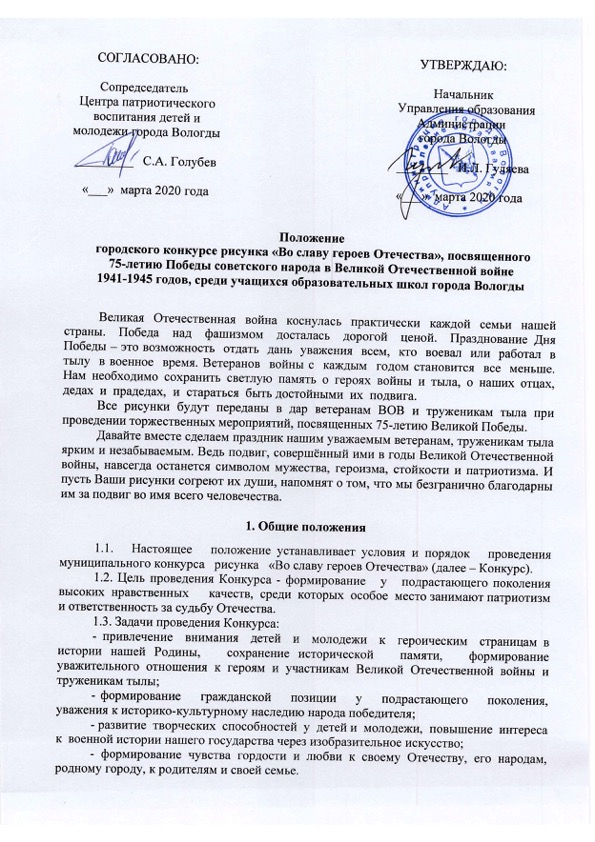 СОГЛАСОВАНО:
Сопредседатель
Центра патриотического
воспитания детей и
молодежи города Вологды
С.А. Голубев
«___» марта 2020 года
УТВЕРЖДАЮ:
Начальник
Управления образования
Администрации
города Вологды
И.Л. Гуляева
«___» марта 2020 года
Положение
городского конкурсе рисунка «Во славу героев Отечества», посвященного
75-летию Победы советского народа в Великой Отечественной войне
1941-1945 годов, среди учащихся образовательных школ города Вологды
Великая Отечественная война коснулась практически каждой семьи нашей
страны. Победа над фашизмом досталась дорогой ценой. Празднование Дня
Победы – это возможность отдать дань уважения всем, кто воевал или работал в
тылу в военное время. Ветеранов войны с каждым годом становится все меньше.
Нам необходимо сохранить светлую память о героях войны и тыла, о наших отцах,
дедах и прадедах, и стараться быть достойными их подвига.
Все рисунки будут переданы в дар ветеранам ВОВ и труженикам тыла при
проведении торжественных мероприятий, посвященных 75-летию Великой Победы.
Давайте вместе сделаем праздник нашим уважаемым ветеранам, труженикам тыла
ярким и незабываемым. Ведь подвиг, совершённый ими в годы Великой Отечественной
войны, навсегда останется символом мужества, героизма, стойкости и патриотизма. И
пусть Ваши рисунки согреют их души, напомнят о том, что мы безгранично благодарны
им за подвиг во имя всего человечества.
1. Общие положения
1.1. Настоящее положение устанавливает условия и порядок проведения
муниципального конкурса рисунка «Во славу героев Отечества» (далее – Конкурс).
1.2. Цель проведения Конкурса - формирование у подрастающего поколения
высоких нравственных качеств, среди которых особое место занимают патриотизм
и ответственность за судьбу Отечества.
1.3. Задачи проведения Конкурса:
- привлечение внимания детей и молодежи к героическим страницам в
истории нашей Родины, сохранение исторической памяти, формирование
уважительного отношения к героям и участникам Великой Отечественной войны и
труженикам тылы;
- формирование гражданской позиции у подрастающего поколения,
уважения к историко-культурному наследию народа победителя;
- развитие творческих способностей у детей и молодежи, повышение интереса
к военной истории нашего государства через изобразительное искусство;
- формирование чувства гордости и любви к своему Отечеству, его народам,
родному городу, к родителям и своей семье.